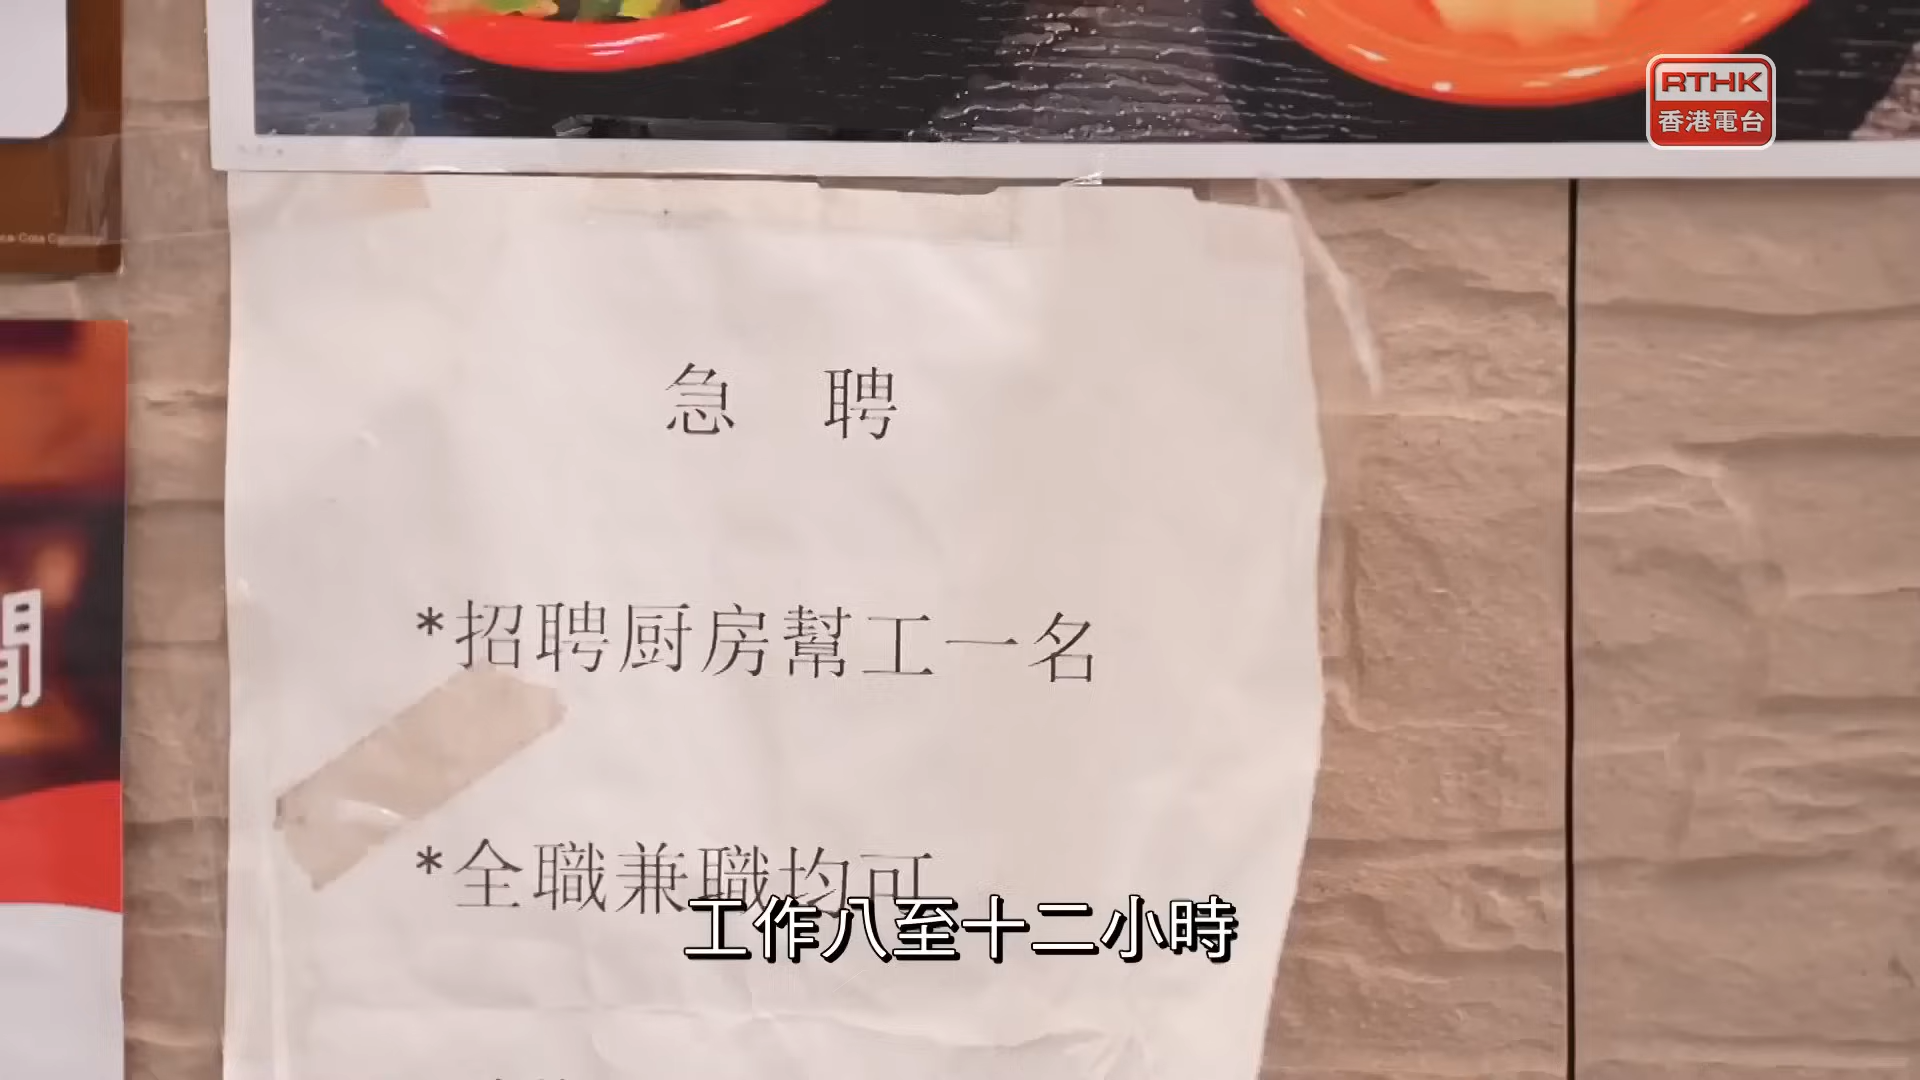 RTHK
香港電台
急 聘
*招聘厨房幫工一名
*全職兼職均可
工作八至十二小時